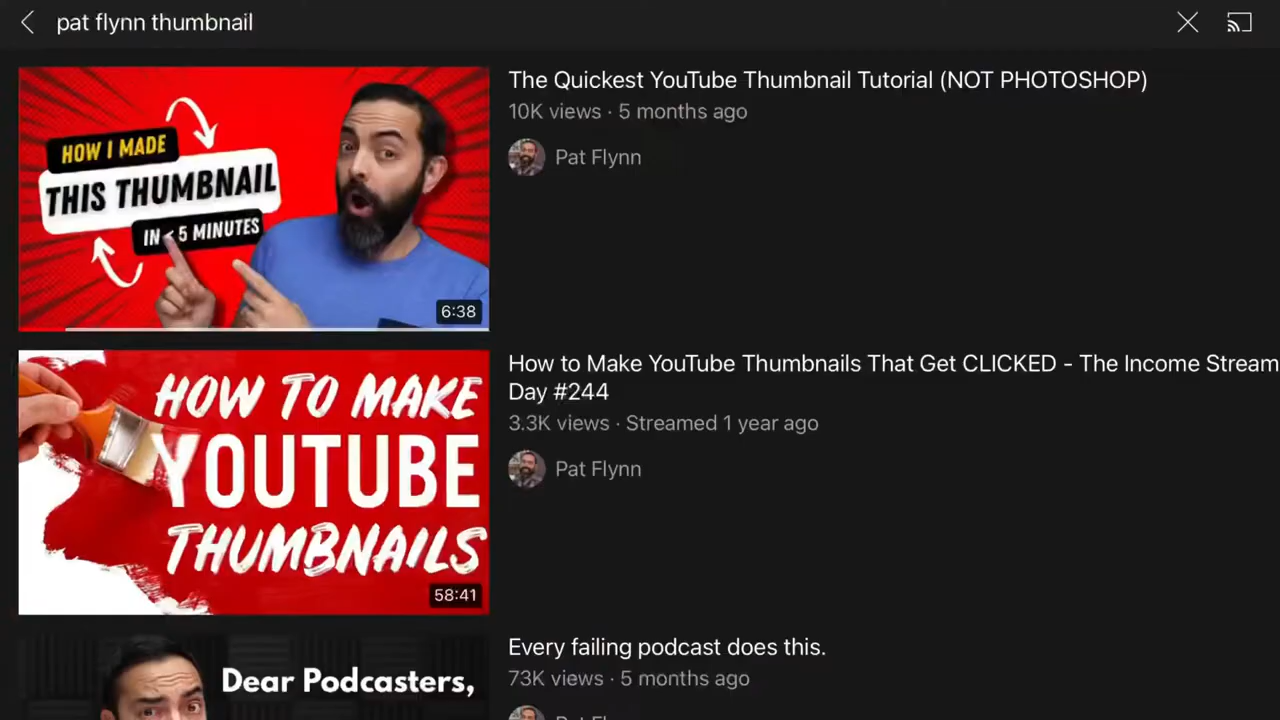 pat flynn thumbnail
HOW I MADE
THIS THUMBNAIL
IN < 5 MINUTES
6:38
The Quickest YouTube Thumbnail Tutorial (NOT PHOTOSHOP)
10K views · 5 months ago
Pat Flynn
HOW TO MAKE
YOUTUBE
THUMBNAILS
58:41
How to Make YouTube Thumbnails That Get CLICKED - The Income Stream
Day #244
3.3K views · Streamed 1 year ago
Pat Flynn
Dear Podcasters,
Every failing podcast does this.
73K views · 5 months ago